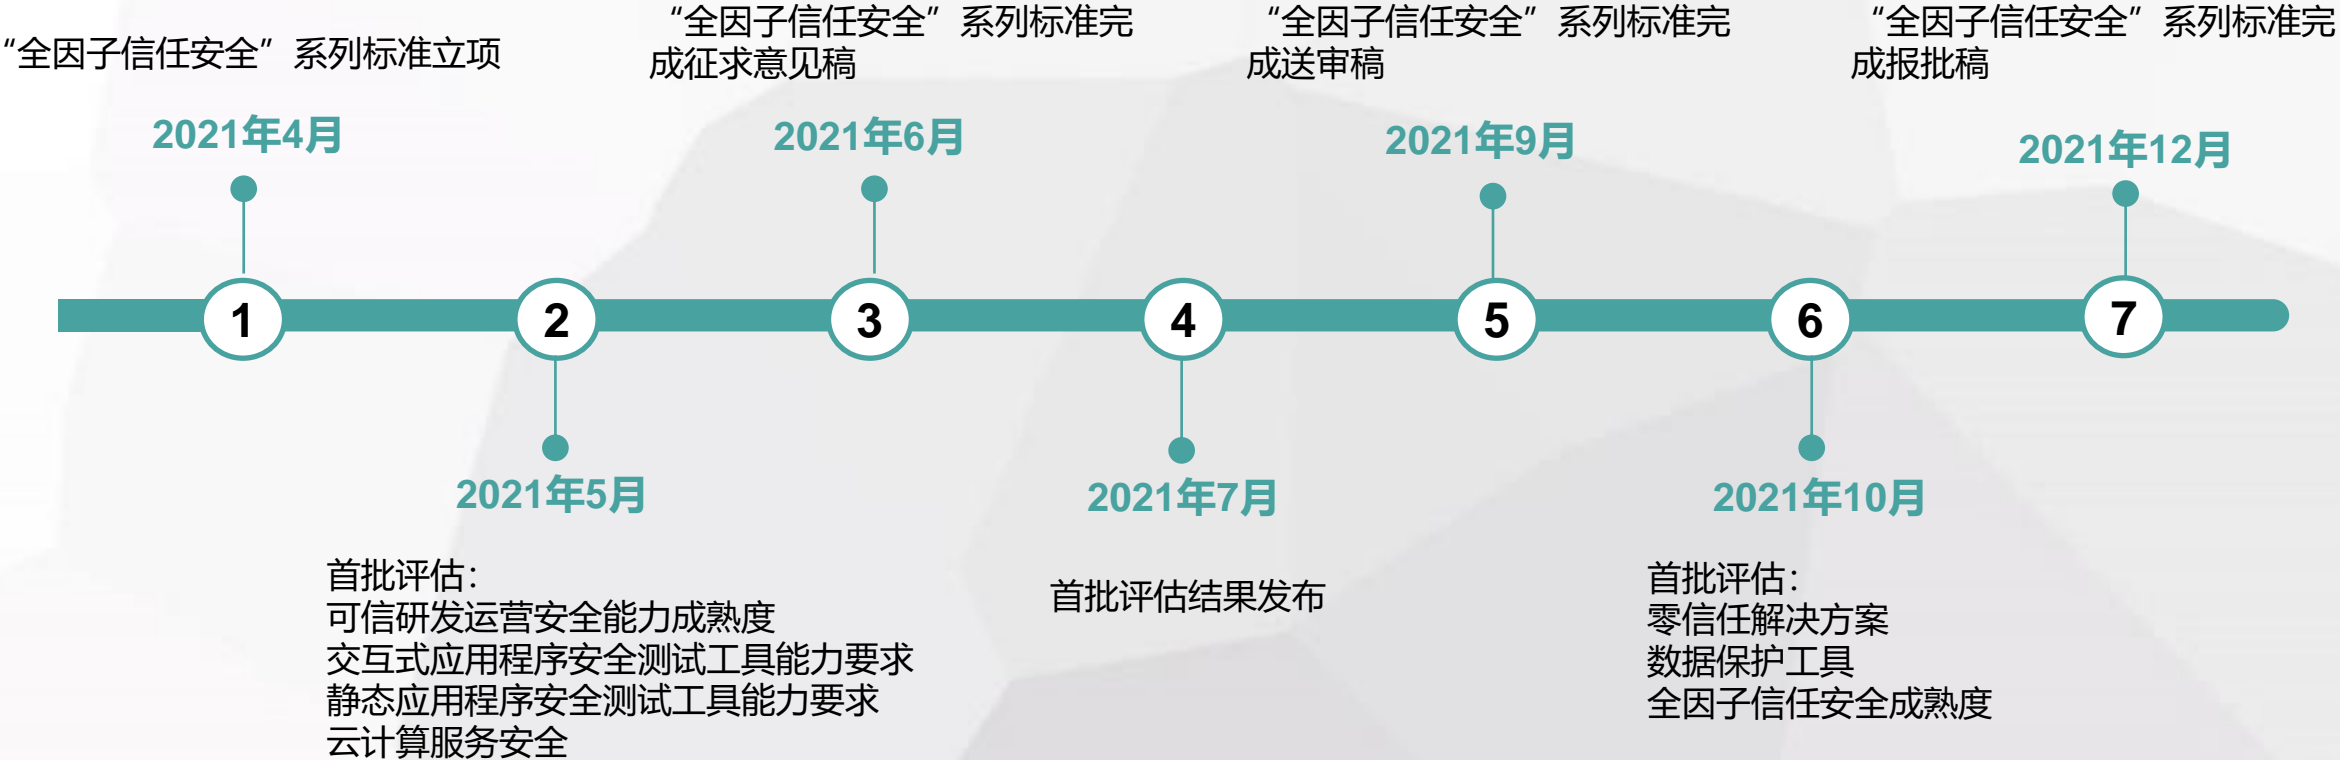 “全因子信任安全”系列标准立项
2021年4月
“全因子信任安全”系列标准完
成征求意见稿
2021年6月
“全因子信任安全”系列标准完
成送审稿
2021年9月
“全因子信任安全”系列标准完
成报批稿
2021年12月
1
2
3
4
5
6
7
2021年5月
首批评估：
可信研发运营安全能力成熟度
交互式应用程序安全测试工具能力要求
静态应用程序安全测试工具能力要求
云计算服务安全
2021年7月
首批评估结果发布
2021年10月
首批评估：
零信任解决方案
数据保护工具
全因子信任安全成熟度